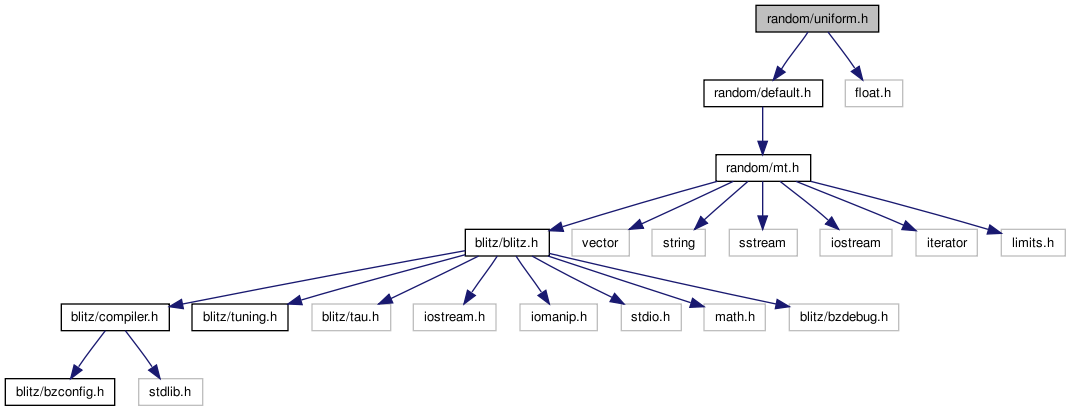 random/uniform.h
random/default.h
float.h
random/mt.h
blitz/blitz.h
vector
string
sstream
iostream
iterator
limits.h
blitz/compiler.h
blitz/tuning.h
blitz/tau.h
iostream.h
iomanip.h
stdio.h
math.h
blitz/bzdebug.h
blitz/bzconfig.h
stdlib.h